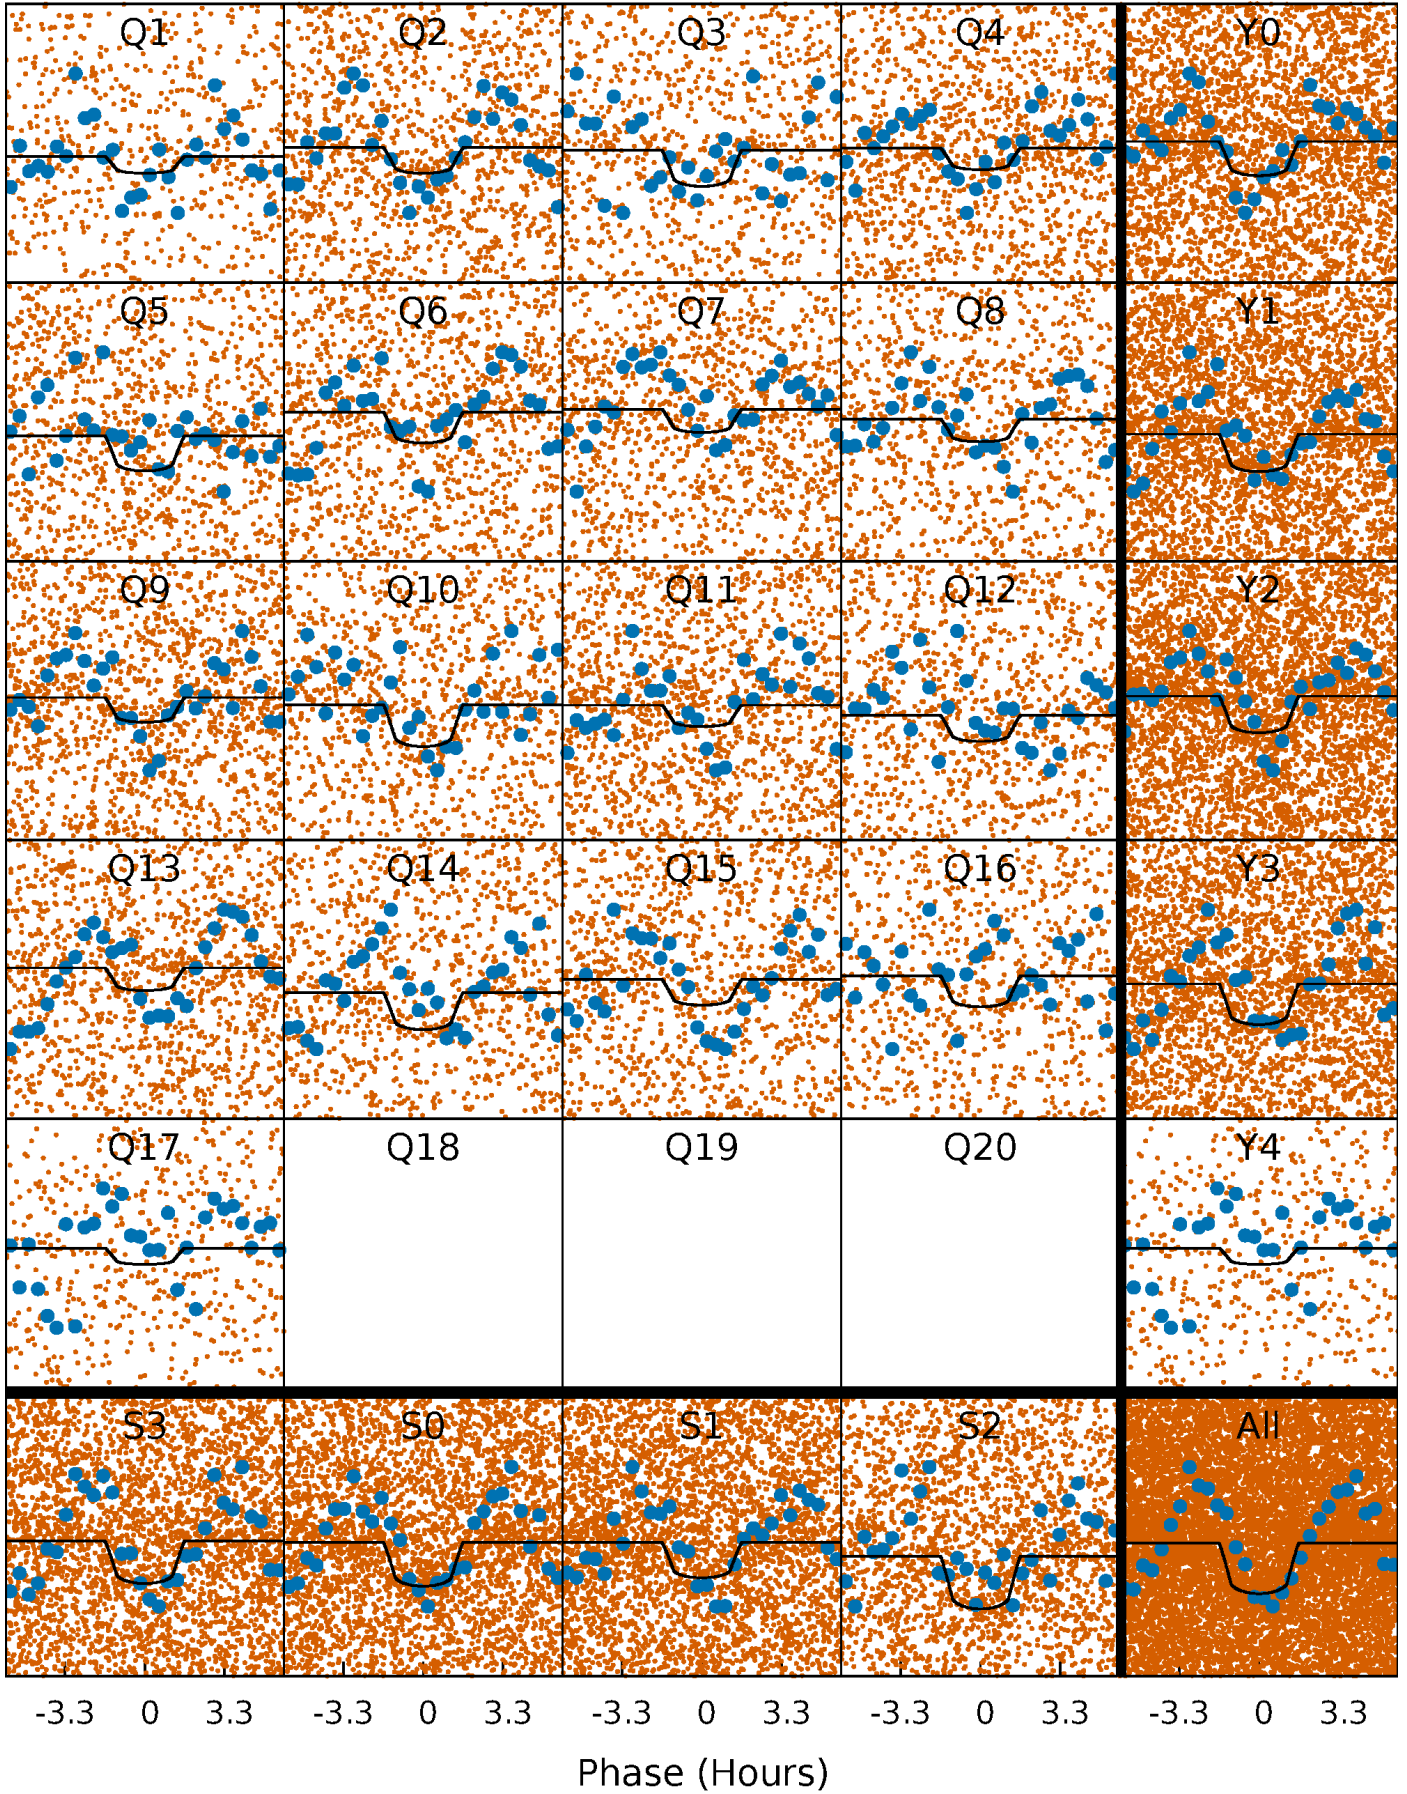 Q1 Q2 Q3 Q4 Y0
Q5 Q6 Q7 Q8 Y1
Q9 Q10 Q11 Q12 Y2
Q13 Q14 Q15 Q16 Y3
Q17 Q18 Q19 Q20 Y4
S3 S0 S1 S2 All
-3.3 0 3.3 -3.3 0 3.3 -3.3 0 3.3 -3.3 0 3.3 -3.3 0 3.3
Phase (Hours)